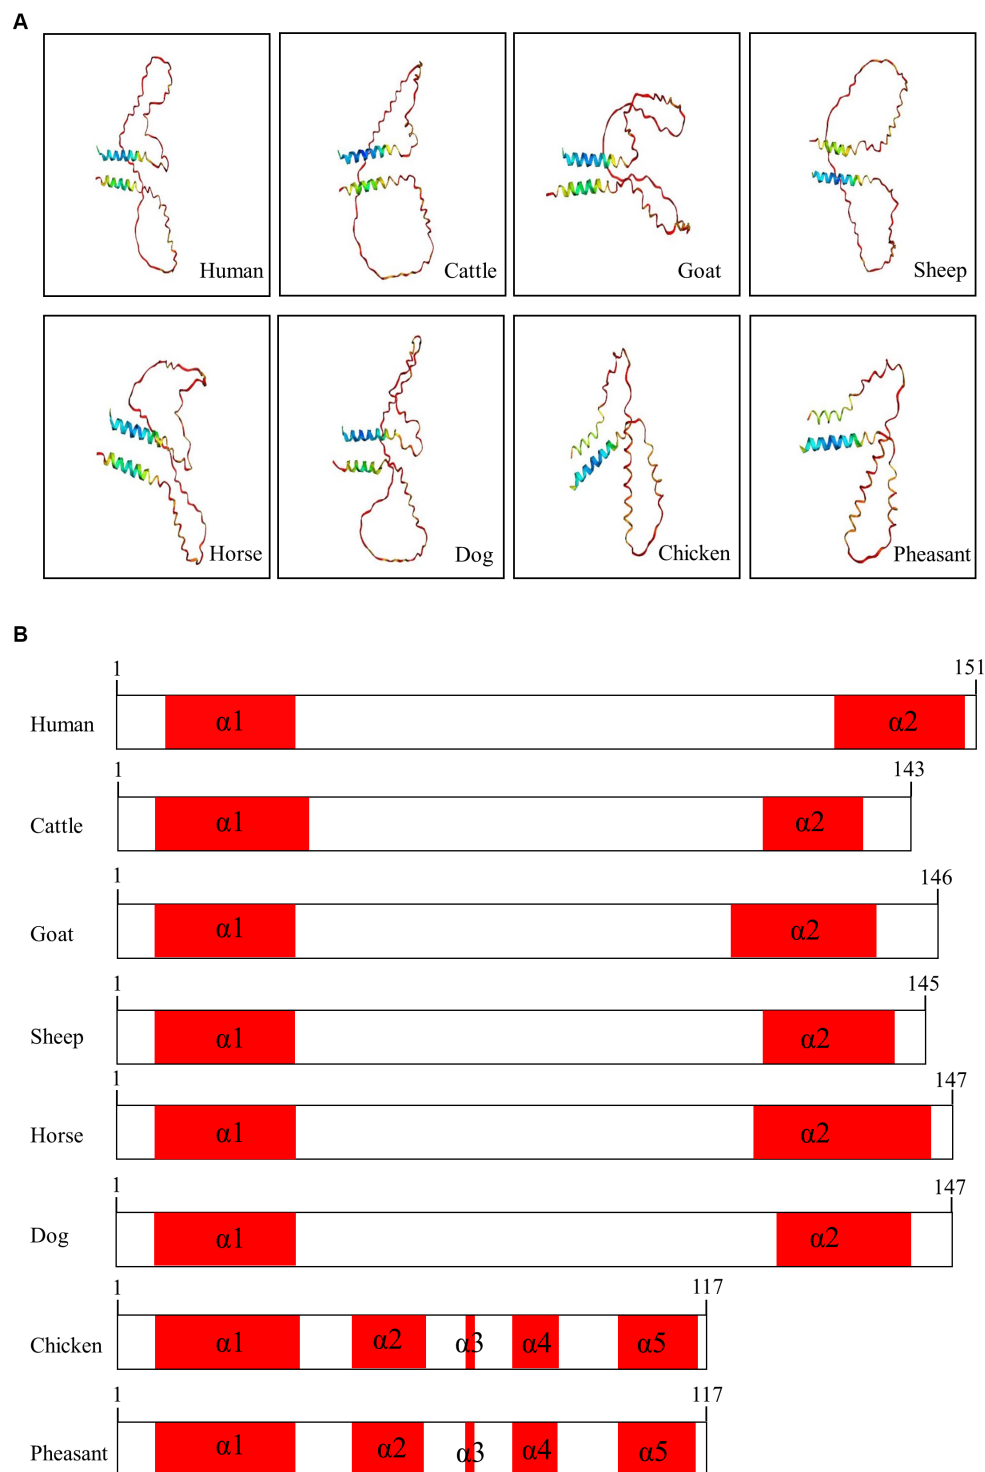 A
Human
Cattle
Goat
Sheep
Horse
Dog
Chicken
Pheasant
B
1 151
Human α1 α2
1 143
Cattle α1 α2
1 146
Goat α1 α2
1 145
Sheep α1 α2
1 147
Horse α1 α2
1 147
Dog α1 α2
1 117
Chicken α1 α2 α3 α4 α5
1 117
Pheasant α1 α2 α3 α4 α5